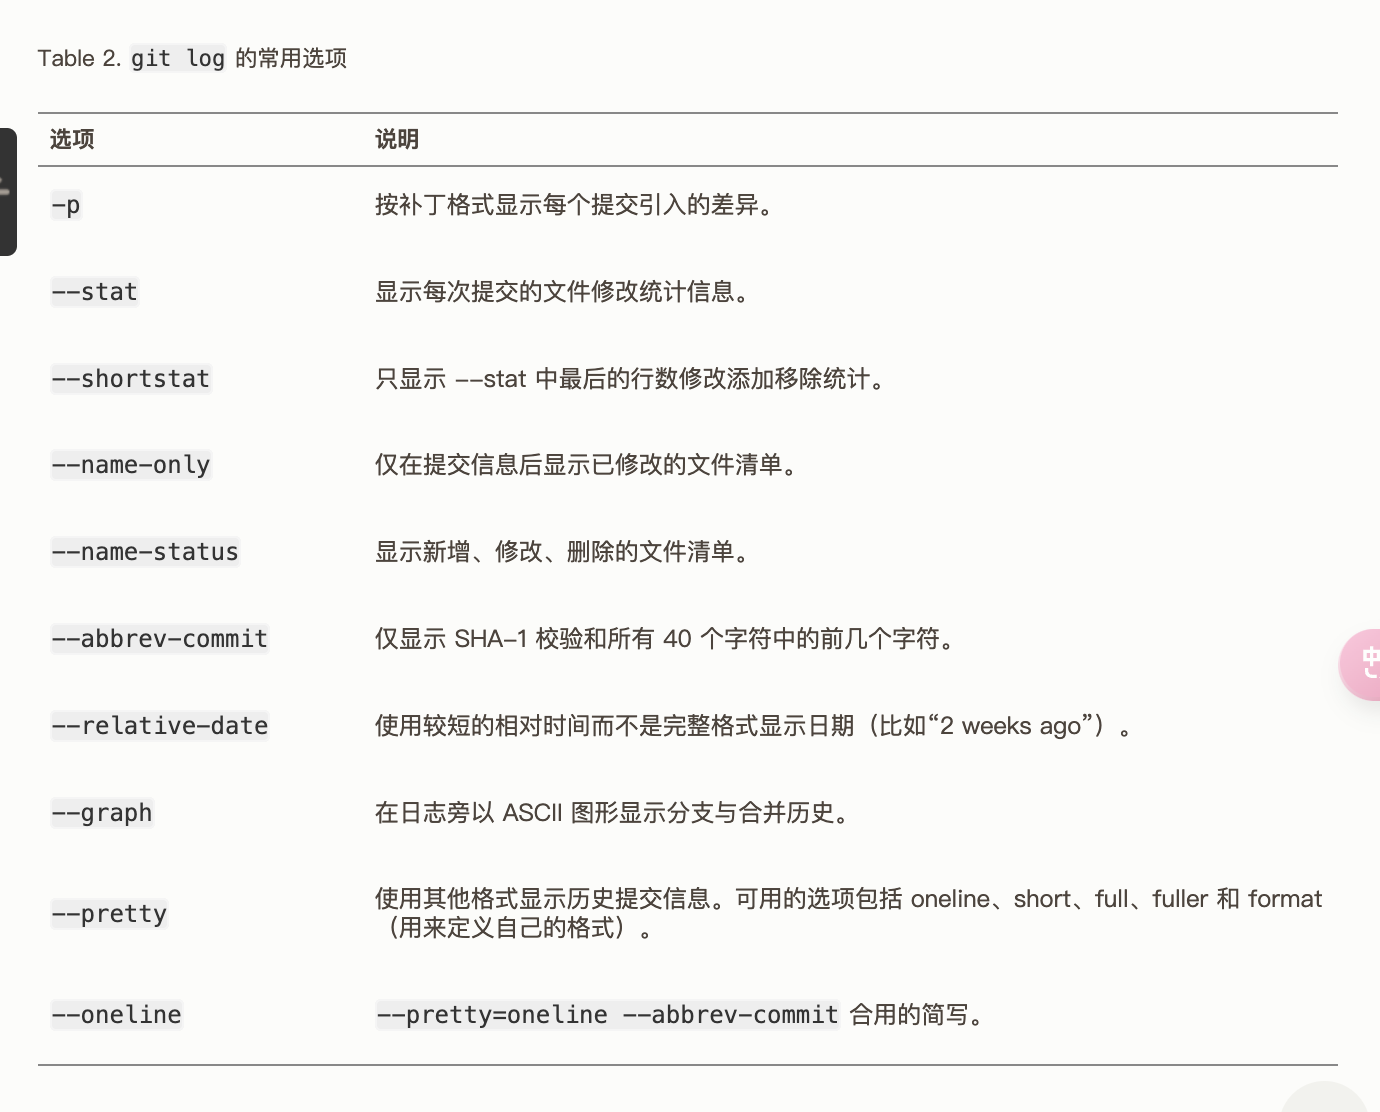 Table 2. git log 的常用选项
选项 说明
-p 按补丁格式显示每个提交引入的差异。
--stat 显示每次提交的文件修改统计信息。
--shortstat 只显示 --stat 中最后的行数修改添加移除统计。
--name-only 仅在提交信息后显示已修改的文件清单。
--name-status 显示新增、修改、删除的文件清单。
--abbrev-commit 仅显示 SHA-1 校验和所有 40 个字符中的前几个字符。
--relative-date 使用较短的相对时间而不是完整格式显示日期（比如“2 weeks ago”）。
--graph 在日志旁以 ASCII 图形显示分支与合并历史。
--pretty 使用其他格式显示历史提交信息。可用的选项包括 oneline、short、full、fuller 和 format
（用来定义自己的格式）。
--oneline --pretty=oneline --abbrev-commit 合用的简写。